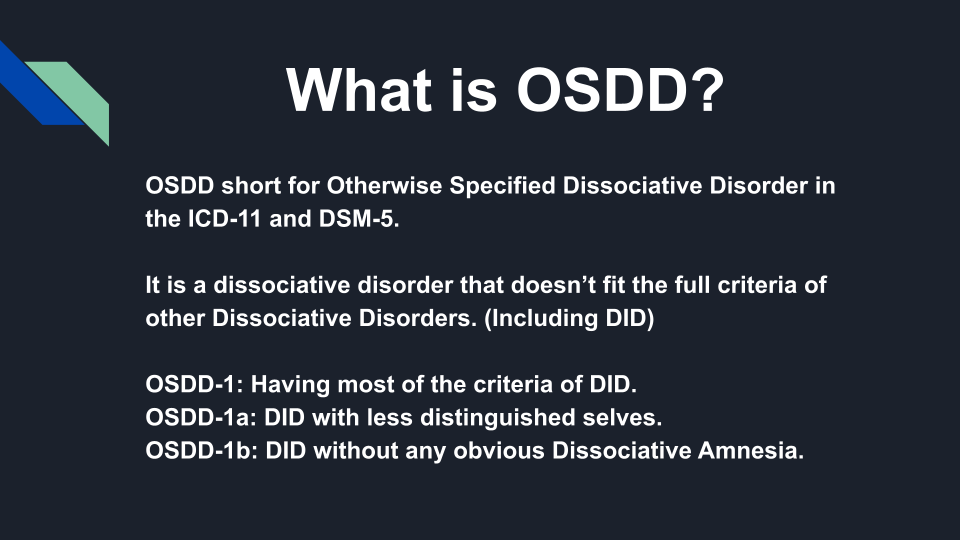 What is OSDD?
OSDD short for Otherwise Specified Dissociative Disorder in
the ICD-11 and DSM-5.
It is a dissociative disorder that doesn’t fit the full criteria of
other Dissociative Disorders. (Including DID)
OSDD-1: Having most of the criteria of DID.
OSDD-1a: DID with less distinguished selves.
OSDD-1b: DID without any obvious Dissociative Amnesia.